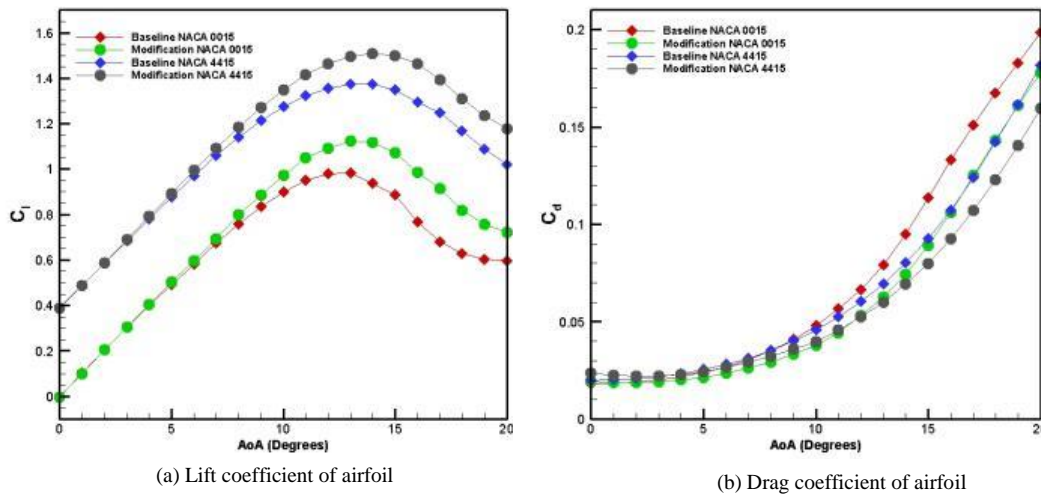 1.6
1.4
1.2
1
0.8
0.6
0.4
0.2
0
Cl
Baseline NACA 0015
Modification NACA 0015
Baseline NACA 4415
Modification NACA 4415
0 5 10 15 20
AoA (Degrees)
(a) Lift coefficient of airfoil
0.2
0.15
0.1
0.05
0
Cd
Baseline NACA 0015
Modification NACA 0015
Baseline NACA 4415
Modification NACA 4415
0 5 10 15 20
AoA (Degrees)
(b) Drag coefficient of airfoil